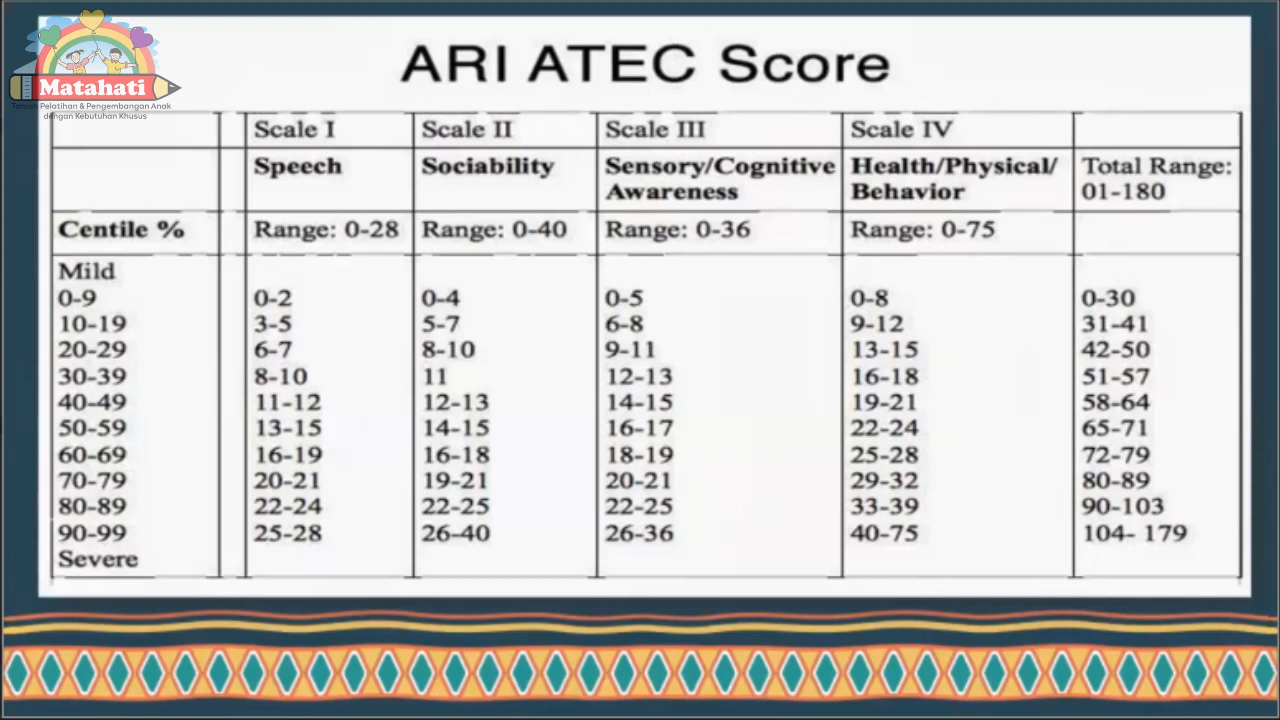 Matahati
Taman Pelatihan & Pengembangan Anak
dengan Kebutuhan Khusus
ARI ATEC Score
Scale I Scale II Scale III Scale IV
Speech Sociability Sensory/Cognitive Awareness Health/Physical/ Behavior Total Range: 01-180
Centile % Range: 0-28 Range: 0-40 Range: 0-36 Range: 0-75
Mild
0-9 0-2 0-4 0-5 0-8 0-30
10-19 3-5 5-7 6-8 9-12 31-41
20-29 6-7 8-10 9-11 13-15 42-50
30-39 8-10 11 12-13 16-18 51-57
40-49 11-12 12-13 14-15 19-21 58-64
50-59 13-15 14-15 16-17 22-24 65-71
60-69 16-19 16-18 18-19 25-28 72-79
70-79 20-21 19-21 20-21 29-32 80-89
80-89 22-24 22-25 22-25 33-39 90-103
90-99 25-28 26-40 26-36 40-75 104- 179
Severe